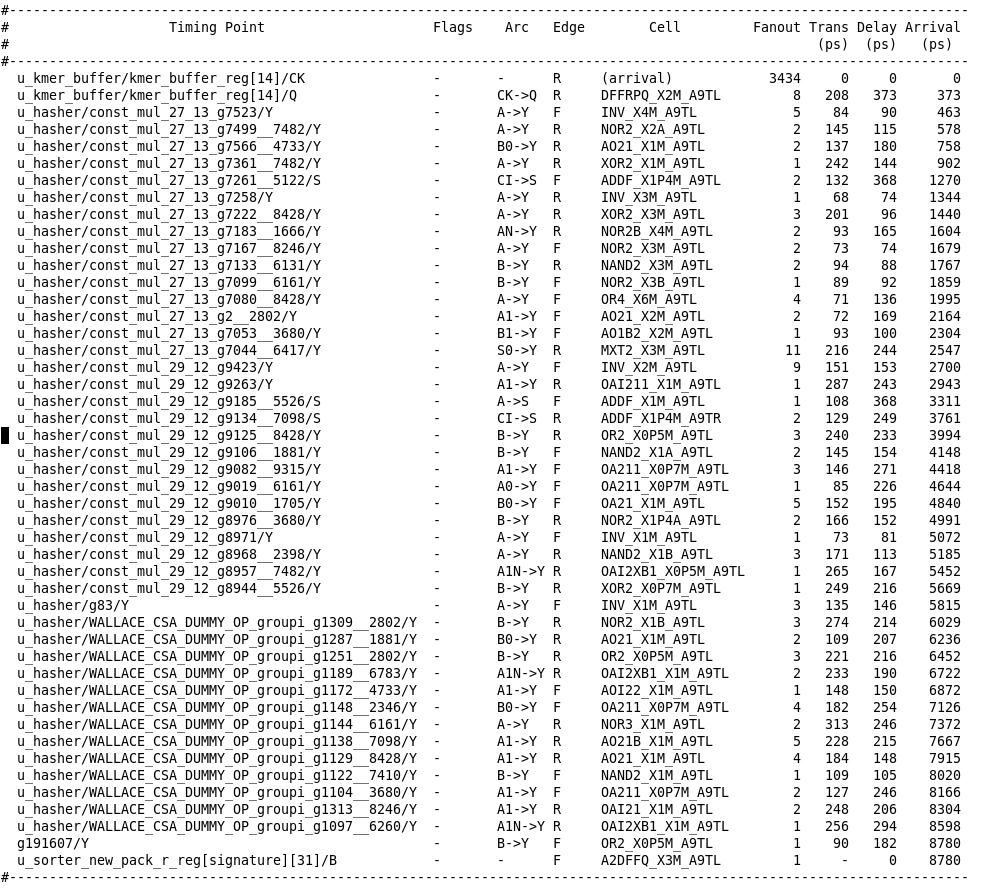 #------------------------------------------------------------------------------------------------------------------------
#                    Timing Point                     Flags    Arc   Edge        Cell         Fanout Trans Delay Arrival
#                                                                                                     (ps)  (ps)   (ps)
#------------------------------------------------------------------------------------------------------------------------
  u_kmer_buffer/kmer_buffer_reg[14]/CK                -       -      R     (arrival)            3434     0     0       0
  u_kmer_buffer/kmer_buffer_reg[14]/Q                 -       CK->Q  R     DFFRPQ_X2M_A9TL         8   208   373     373
  u_hasher/const_mul_27_13_g7523/Y                    -       A->Y   F     INV_X4M_A9TL            5    84    90     463
  u_hasher/const_mul_27_13_g7499__7482/Y              -       A->Y   R     NOR2_X2A_A9TL           2   145   115     578
  u_hasher/const_mul_27_13_g7566__4733/Y              -       B0->Y  R     AO21_X1M_A9TL           2   137   180     758
  u_hasher/const_mul_27_13_g7361__7482/Y              -       A->Y   R     XOR2_X1M_A9TL           1   242   144     902
  u_hasher/const_mul_27_13_g7261__5122/S              -       CI->S  F     ADDF_X1P4M_A9TL         2   132   368    1270
  u_hasher/const_mul_27_13_g7258/Y                    -       A->Y   R     INV_X3M_A9TL            1    68    74    1344
  u_hasher/const_mul_27_13_g7222__8428/Y              -       A->Y   R     XOR2_X3M_A9TL           3   201    96    1440
  u_hasher/const_mul_27_13_g7183__1666/Y              -       AN->Y  R     NOR2B_X4M_A9TL          2    93   165    1604
  u_hasher/const_mul_27_13_g7167__8246/Y              -       A->Y   F     NOR2_X3M_A9TL           2    73    74    1679
  u_hasher/const_mul_27_13_g7133__6131/Y              -       B->Y   R     NAND2_X3M_A9TL          2    94    88    1767
  u_hasher/const_mul_27_13_g7099__6161/Y              -       B->Y   F     NOR2_X3B_A9TL           1    89    92    1859
  u_hasher/const_mul_27_13_g7080__8428/Y              -       A->Y   F     OR4_X6M_A9TL            4    71   136    1995
  u_hasher/const_mul_27_13_g2__2802/Y                 -       A1->Y  F     AO21_X2M_A9TL           2    72   169    2164
  u_hasher/const_mul_27_13_g7053__3680/Y              -       B1->Y  F     AO1B2_X2M_A9TL          1    93   100    2304
  u_hasher/const_mul_27_13_g7044__6417/Y              -       S0->Y  R     MXT2_X3M_A9TL          11   216   244    2547
  u_hasher/const_mul_29_12_g9423/Y                    -       A->Y   F     INV_X2M_A9TL            9   151   153    2700
  u_hasher/const_mul_29_12_g9263/Y                    -       A1->Y  R     OAI211_X1M_A9TL         1   287   243    2943
  u_hasher/const_mul_29_12_g9185__5526/S              -       A->S   F     ADDF_X1M_A9TL           1   108   368    3311
  u_hasher/const_mul_29_12_g9134__7098/S              -       CI->S  R     ADDF_X1P4M_A9TR         2   129   249    3761
  u_hasher/const_mul_29_12_g9125__8428/Y              -       B->Y   R     OR2_X0P5M_A9TL          3   240   233    3994
  u_hasher/const_mul_29_12_g9106__1881/Y              -       B->Y   F     NAND2_X1A_A9TL          2   145   154    4148
  u_hasher/const_mul_29_12_g9082__9315/Y              -       A1->Y  F     OA211_X0P7M_A9TL        3   146   271    4418
  u_hasher/const_mul_29_12_g9019__6161/Y              -       A0->Y  F     OA211_X0P7M_A9TL        1    85   226    4644
  u_hasher/const_mul_29_12_g9010__1705/Y              -       B0->Y  F     OA21_X1M_A9TL           5   152   195    4840
  u_hasher/const_mul_29_12_g8976__3680/Y              -       B->Y   R     NOR2_X1P4A_A9TL         2   166   152    4991
  u_hasher/const_mul_29_12_g8971/Y                    -       A->Y   F     INV_X1M_A9TL            1    73    81    5072
  u_hasher/const_mul_29_12_g8968__2398/Y              -       A->Y   R     NAND2_X1B_A9TL          3   171   113    5185
  u_hasher/const_mul_29_12_g8957__7482/Y              -       A1N->Y R     OAI2XB1_X0P5M_A9TL      1   265   167    5452
  u_hasher/const_mul_29_12_g8944__5526/Y              -       B->Y   R     XOR2_X0P7M_A9TL         1   249   216    5669
  u_hasher/g83/Y                                      -       A->Y   F     INV_X1M_A9TL            3   135   146    5815
  u_hasher/WALLACE_CSA_DUMMY_OP_groupi_g1309__2802/Y  -       B->Y   R     NOR2_X1B_A9TL           3   274   214    6029
  u_hasher/WALLACE_CSA_DUMMY_OP_groupi_g1287__1881/Y  -       B0->Y  R     AO21_X1M_A9TL           2   109   207    6236
  u_hasher/WALLACE_CSA_DUMMY_OP_groupi_g1251__2802/Y  -       B->Y   R     OR2_X0P5M_A9TL          3   221   216    6452
  u_hasher/WALLACE_CSA_DUMMY_OP_groupi_g1189__6783/Y  -       A1N->Y R     OAI2XB1_X1M_A9TL        2   233   190    6722
  u_hasher/WALLACE_CSA_DUMMY_OP_groupi_g1172__4733/Y  -       A1->Y  F     AOI22_X1M_A9TL          1   148   150    6872
  u_hasher/WALLACE_CSA_DUMMY_OP_groupi_g1148__2346/Y  -       B0->Y  F     OA211_X0P7M_A9TL        4   182   254    7126
  u_hasher/WALLACE_CSA_DUMMY_OP_groupi_g1144__6161/Y  -       A->Y   R     NOR3_X1M_A9TL           2   313   246    7372
  u_hasher/WALLACE_CSA_DUMMY_OP_groupi_g1138__7098/Y  -       A1->Y  R     AO21B_X1M_A9TL          5   228   215    7667
  u_hasher/WALLACE_CSA_DUMMY_OP_groupi_g1129__8428/Y  -       A1->Y  R     AO21_X1M_A9TL           4   184   148    7915
  u_hasher/WALLACE_CSA_DUMMY_OP_groupi_g1122__7410/Y  -       B->Y   F     NAND2_X1M_A9TL          1   109   105    8020
  u_hasher/WALLACE_CSA_DUMMY_OP_groupi_g1104__3680/Y  -       A1->Y  F     OA211_X0P7M_A9TL        2   127   246    8166
  u_hasher/WALLACE_CSA_DUMMY_OP_groupi_g1313__8246/Y  -       A1->Y  R     OAI21_X1M_A9TL          2   248   206    8304
  u_hasher/WALLACE_CSA_DUMMY_OP_groupi_g1097__6260/Y  -       A1N->Y R     OAI2XB1_X1M_A9TL        1   256   294    8598
  g191607/Y                                           -       B->Y   F     OR2_X0P5M_A9TL          1    90   182    8780
  u_sorter_new_pack_r_reg[signature][31]/B            -       -      F     A2DFFQ_X3M_A9TL         1     -     0    8780
#------------------------------------------------------------------------------------------------------------------------